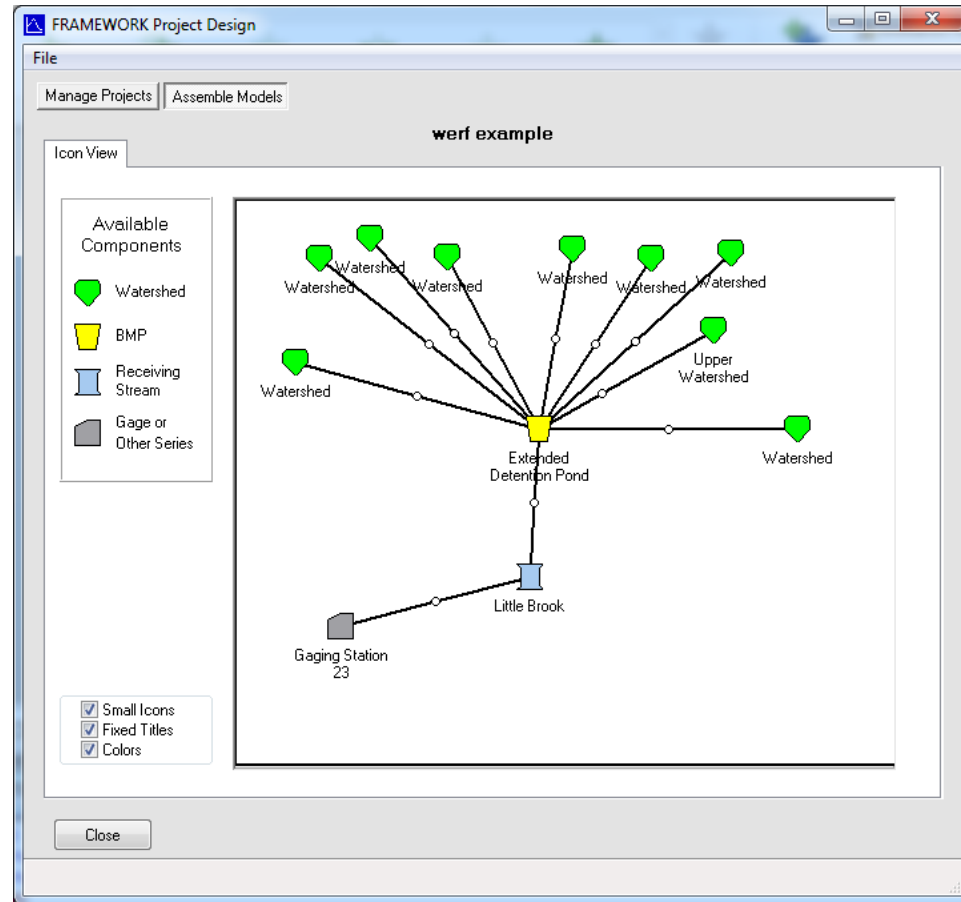 FRAMEWORK Project Design
File
Manage Projects
Assemble Models
werf example
Icon View
Available
Components
Watershed
BMP
Receiving
Stream
Gage or
Other Series
Watershed
Watershed
Watershed
Watershed
Watershed
Watershed
Watershed
Upper
Watershed
Watershed
Extended
Detention Pond
Little Brook
Gaging Station
23
Small Icons
Fixed Titles
Colors
Close